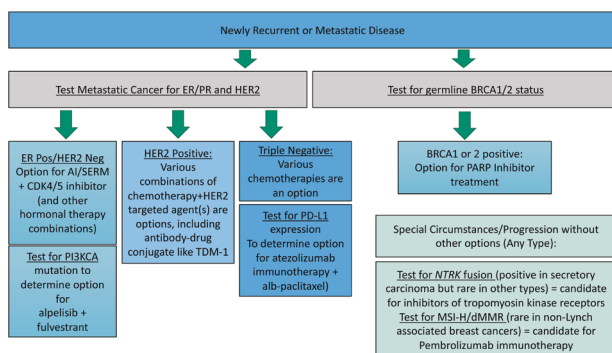 Newly Recurrent or Metastatic Disease
Test Metastatic Cancer for ER/PR and HER2
Test for germline BRCA1/2 status
ER Pos/HER2 Neg
Option for AI/SERM
+ CDK4/5 inhibitor
(and other
hormonal therapy
combinations)
Test for PI3KCA
mutation to
determine option
for
alpelisib +
fulvestrant
HER2 Positive:
Various
combinations of
chemotherapy+HER2
targeted agent(s) are
options, including
antibody-drug
conjugate like TDM-1
Triple Negative:
Various
chemotherapies are
an option
Test for PD-L1
expression
To determine option
for atezolizumab
immunotherapy +
alb-paclitaxel)
BRCA1 or 2 positive:
Option for PARP Inhibitor
treatment
Special Circumstances/Progression without
other options (Any Type):
Test for NTRK fusion (positive in secretory
carcinoma but rare in other types) = candidate
for inhibitors of tropomyosin kinase receptors
Test for MSI-H/dMMR (rare in non-Lynch
associated breast cancers) = candidate for
Pembrolizumab immunotherapy